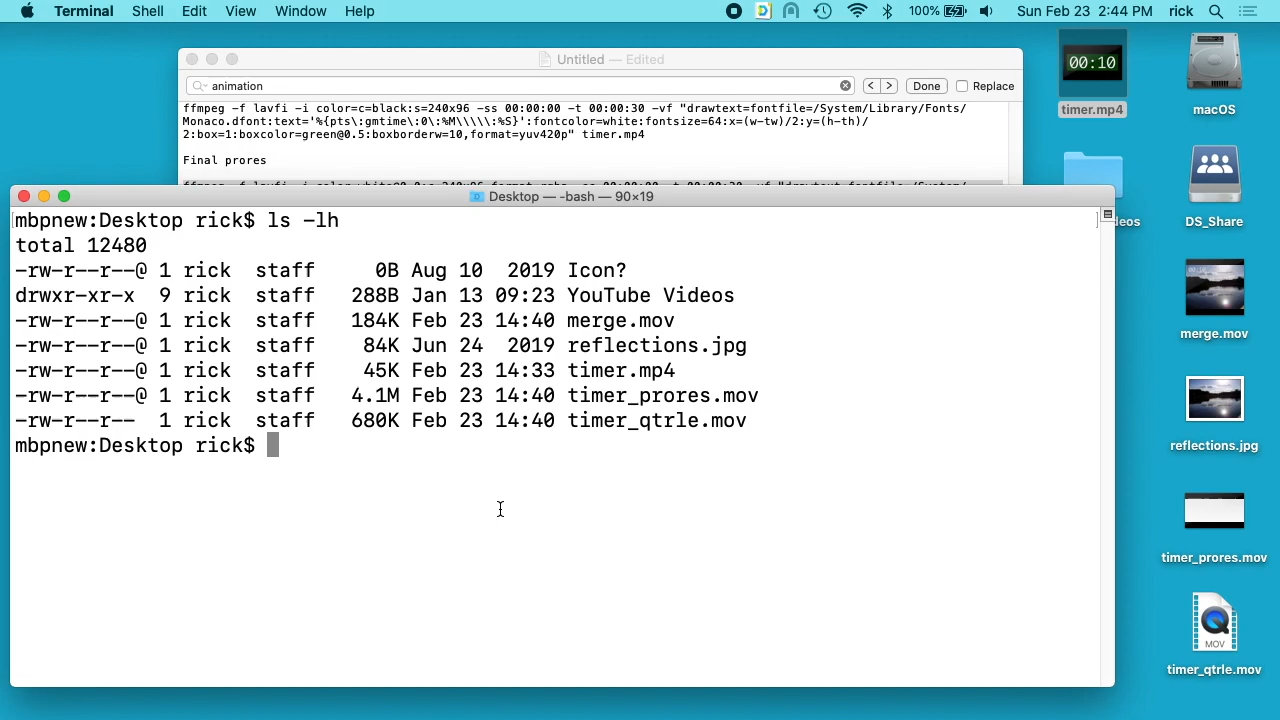 Terminal Shell Edit View Window Help 100% Sun Feb 23 2:44 PM rick
Untitled — Edited
animation Done Replace
ffmpeg -f lavfi -i color=c=black:s=240x96 -ss 00:00:00 -t 00:00:30 -vf "drawtext=fontfile=/System/Library/Fonts/
Monaco.dfont:text='%{pts\:gmtime\:0\:%M\\\\\:%S}':fontcolor=white:fontsize=64:x=(w-tw)/2:y=(h-th)/
2:box=1:boxcolor=green@0.5:boxborderw=10,format=yuv420p" timer.mp4
Final prores
Desktop — -bash — 90×19
mbpnew:Desktop rick$ ls -lh
total 12480
-rw-r--r--@ 1 rick staff 0B Aug 10 2019 Icon?
drwxr-xr-x 9 rick staff 288B Jan 13 09:23 YouTube Videos
-rw-r--r--@ 1 rick staff 184K Feb 23 14:40 merge.mov
-rw-r--r--@ 1 rick staff 84K Jun 24 2019 reflections.jpg
-rw-r--r--@ 1 rick staff 45K Feb 23 14:33 timer.mp4
-rw-r--r--@ 1 rick staff 4.1M Feb 23 14:40 timer_prores.mov
-rw-r--r-- 1 rick staff 680K Feb 23 14:40 timer_qtrle.mov
mbpnew:Desktop rick$
00:10
timer.mp4
macOS
eos
DS_Share
merge.mov
reflections.jpg
timer_prores.mov
MOV
timer_qtrle.mov